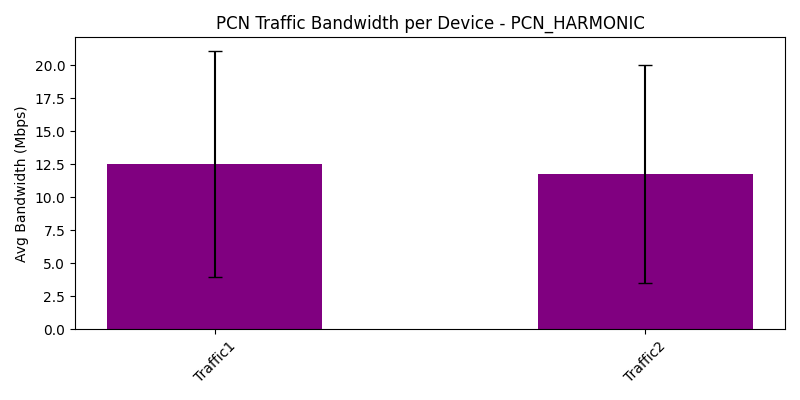 PCN Traffic Bandwidth per Device - PCN_HARMONIC
Avg Bandwidth (Mbps)
20.0
17.5
15.0
12.5
10.0
7.5
5.0
2.5
0.0
Traffic1
Traffic2